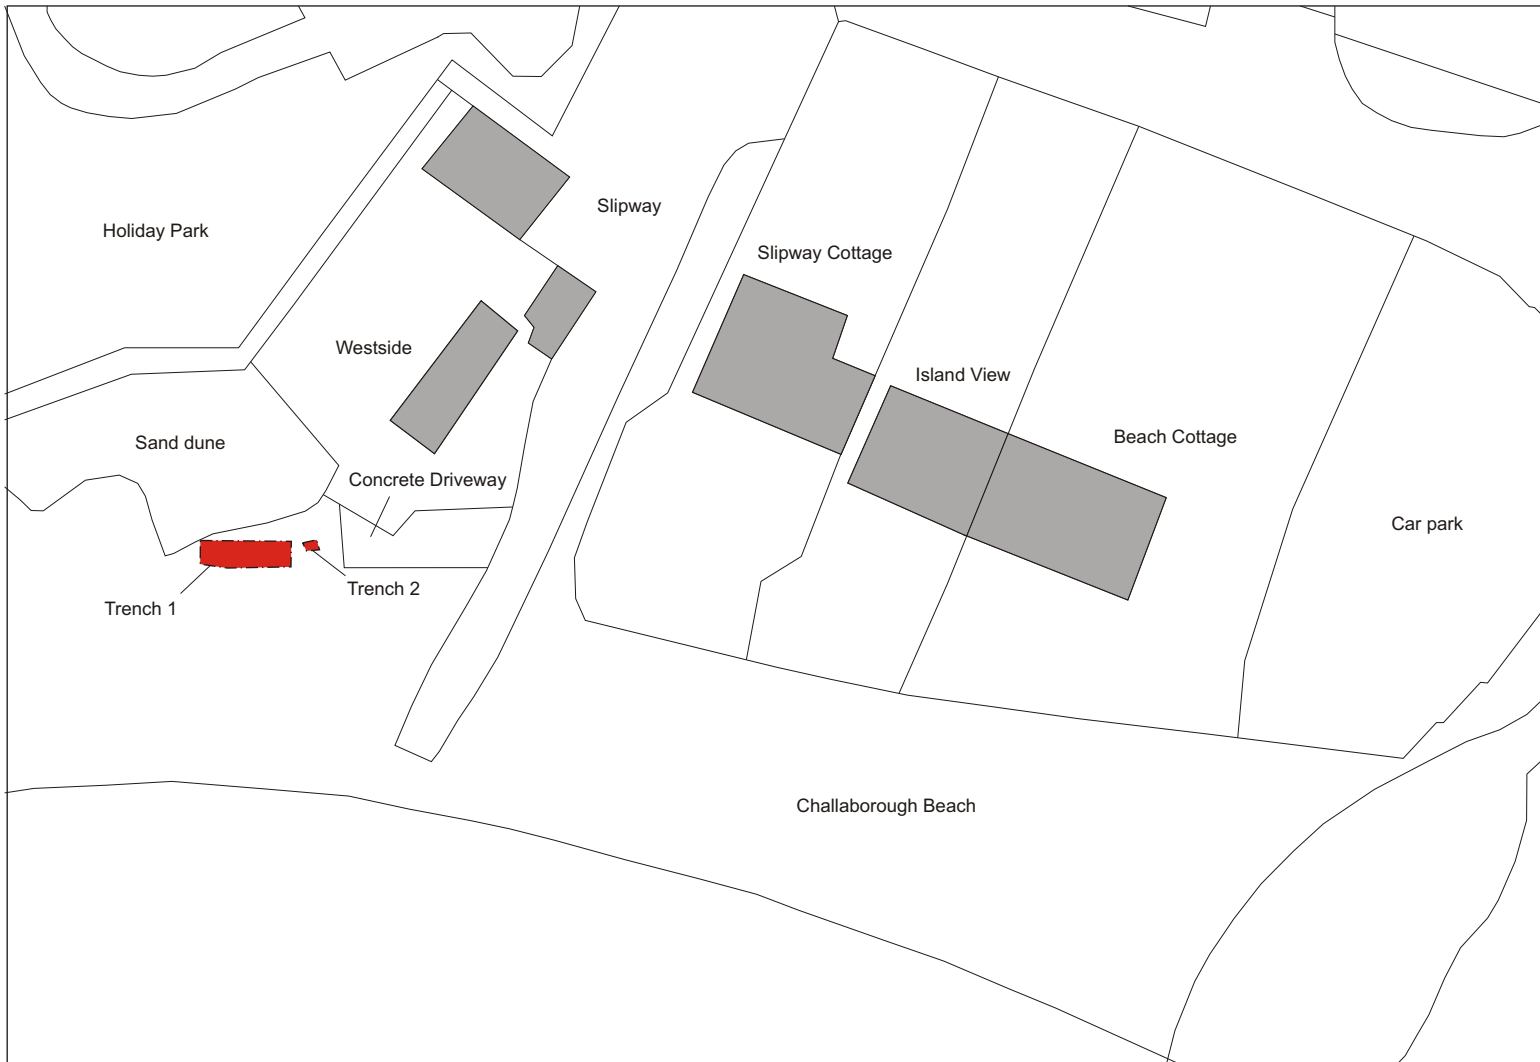 Slipway
Holiday Park
Slipway Cottage
Westside
Island View
Sand dune
Beach Cottage
Concrete Driveway
Car park
Trench 2
Trench 1
Challaborough Beach